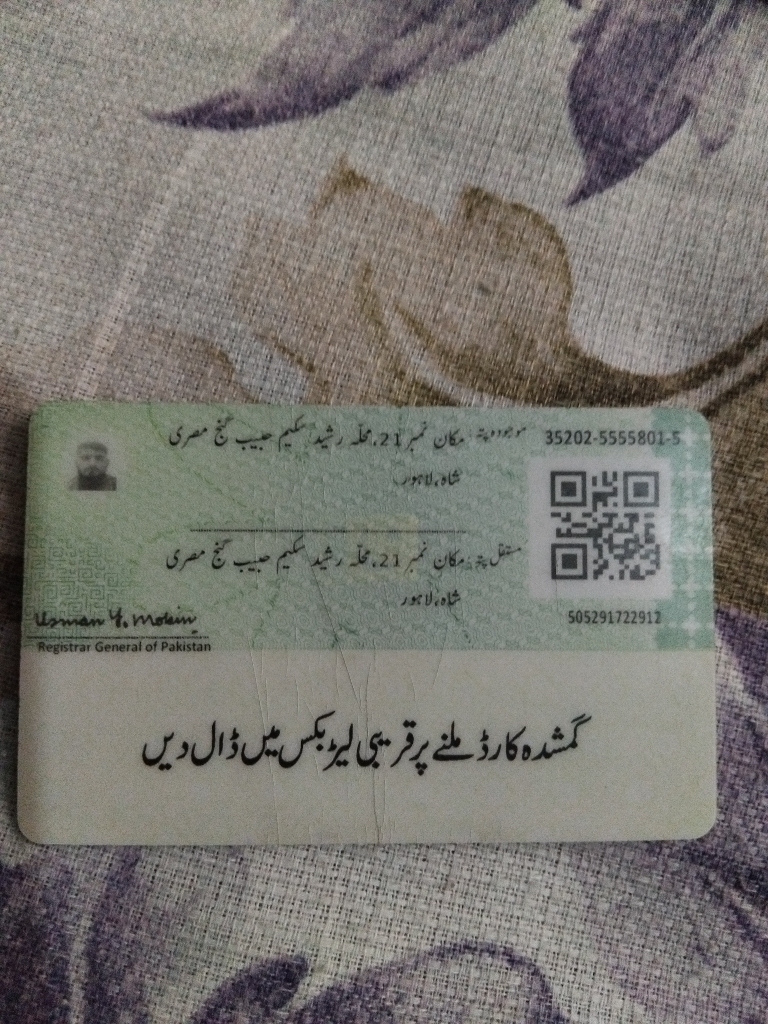 موجودہ پتہ: مکان نمبر 21، محلہ رشید سکیم حبیب گنج مصری
شاہ، لاہور
35202-5555801-5
مستقل پتہ: مکان نمبر 21، محلہ رشید سکیم حبیب گنج مصری
شاہ، لاہور
505291722912
Usman Y. Mobin
Registrar General of Pakistan
گمشدہ کارڈ ملنے پر قریبی لیٹر بکس میں ڈال دیں